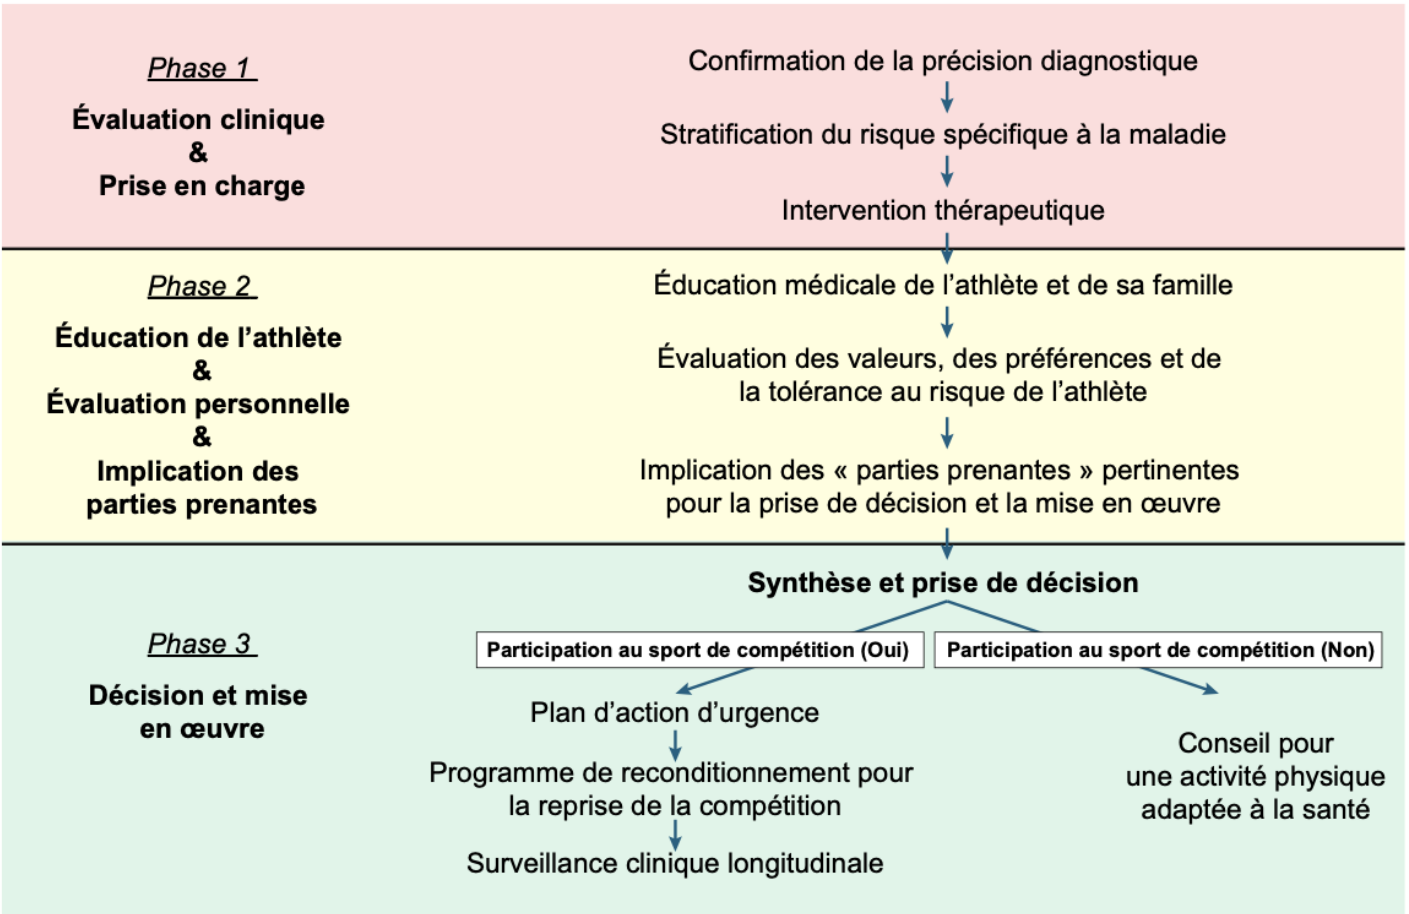 Phase 1
Évaluation clinique
&
Prise en charge
Confirmation de la précision diagnostique
Stratification du risque spécifique à la maladie
Intervention thérapeutique
Phase 2
Éducation de l’athlète
&
Évaluation personnelle
&
Implication des
parties prenantes
Éducation médicale de l’athlète et de sa famille
Évaluation des valeurs, des préférences et de
la tolérance au risque de l’athlète
Implication des « parties prenantes » pertinentes
pour la prise de décision et la mise en œuvre
Phase 3
Décision et mise
en œuvre
Synthèse et prise de décision
Participation au sport de compétition (Oui)
Participation au sport de compétition (Non)
Plan d’action d’urgence
Programme de reconditionnement pour
la reprise de la compétition
Surveillance clinique longitudinale
Conseil pour
une activité physique
adaptée à la santé